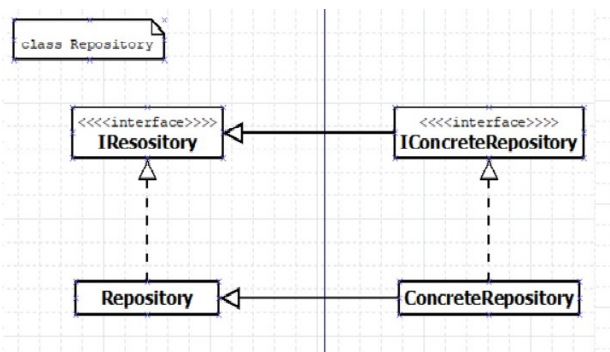 class Repository
<<<<interface>>>>
IResository
<<<<interface>>>>
IConcreteRepository
Repository
ConcreteRepository